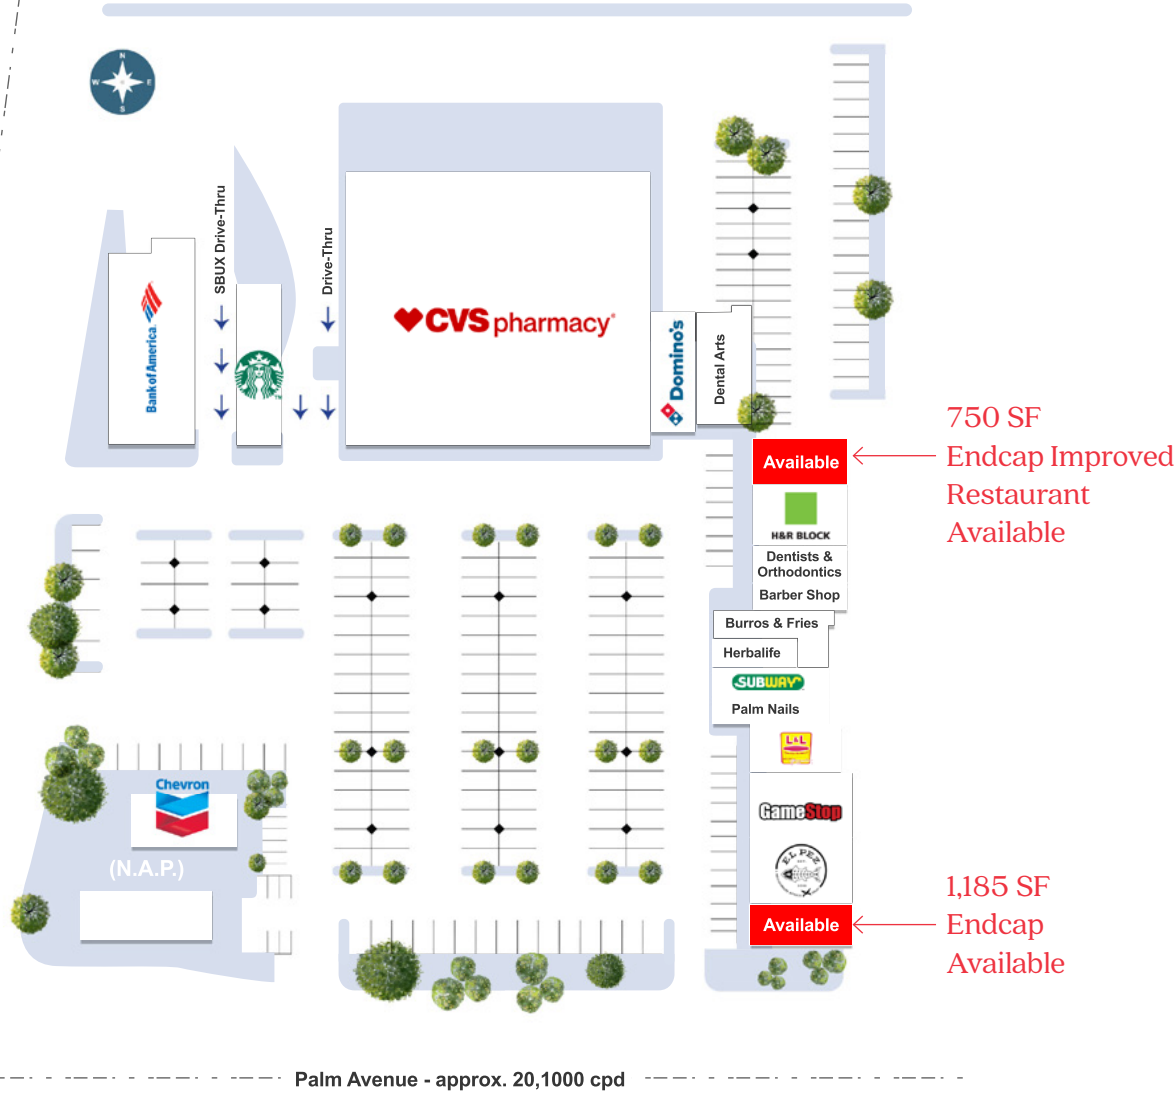 N
W
E
S
SBUX Drive-Thru
Drive-Thru
Bank of America
CVS pharmacy
Domino's
Dental Arts
Available
H&R BLOCK
Dentists &
Orthodontics
Barber Shop
Burros & Fries
Herbalife
SUBWAY
Palm Nails
L&L
GameStop
EL PEZ
Available
750 SF
Endcap Improved
Restaurant
Available
1,185 SF
Endcap
Available
Chevron
(N.A.P.)
Palm Avenue - approx. 20,1000 cpd